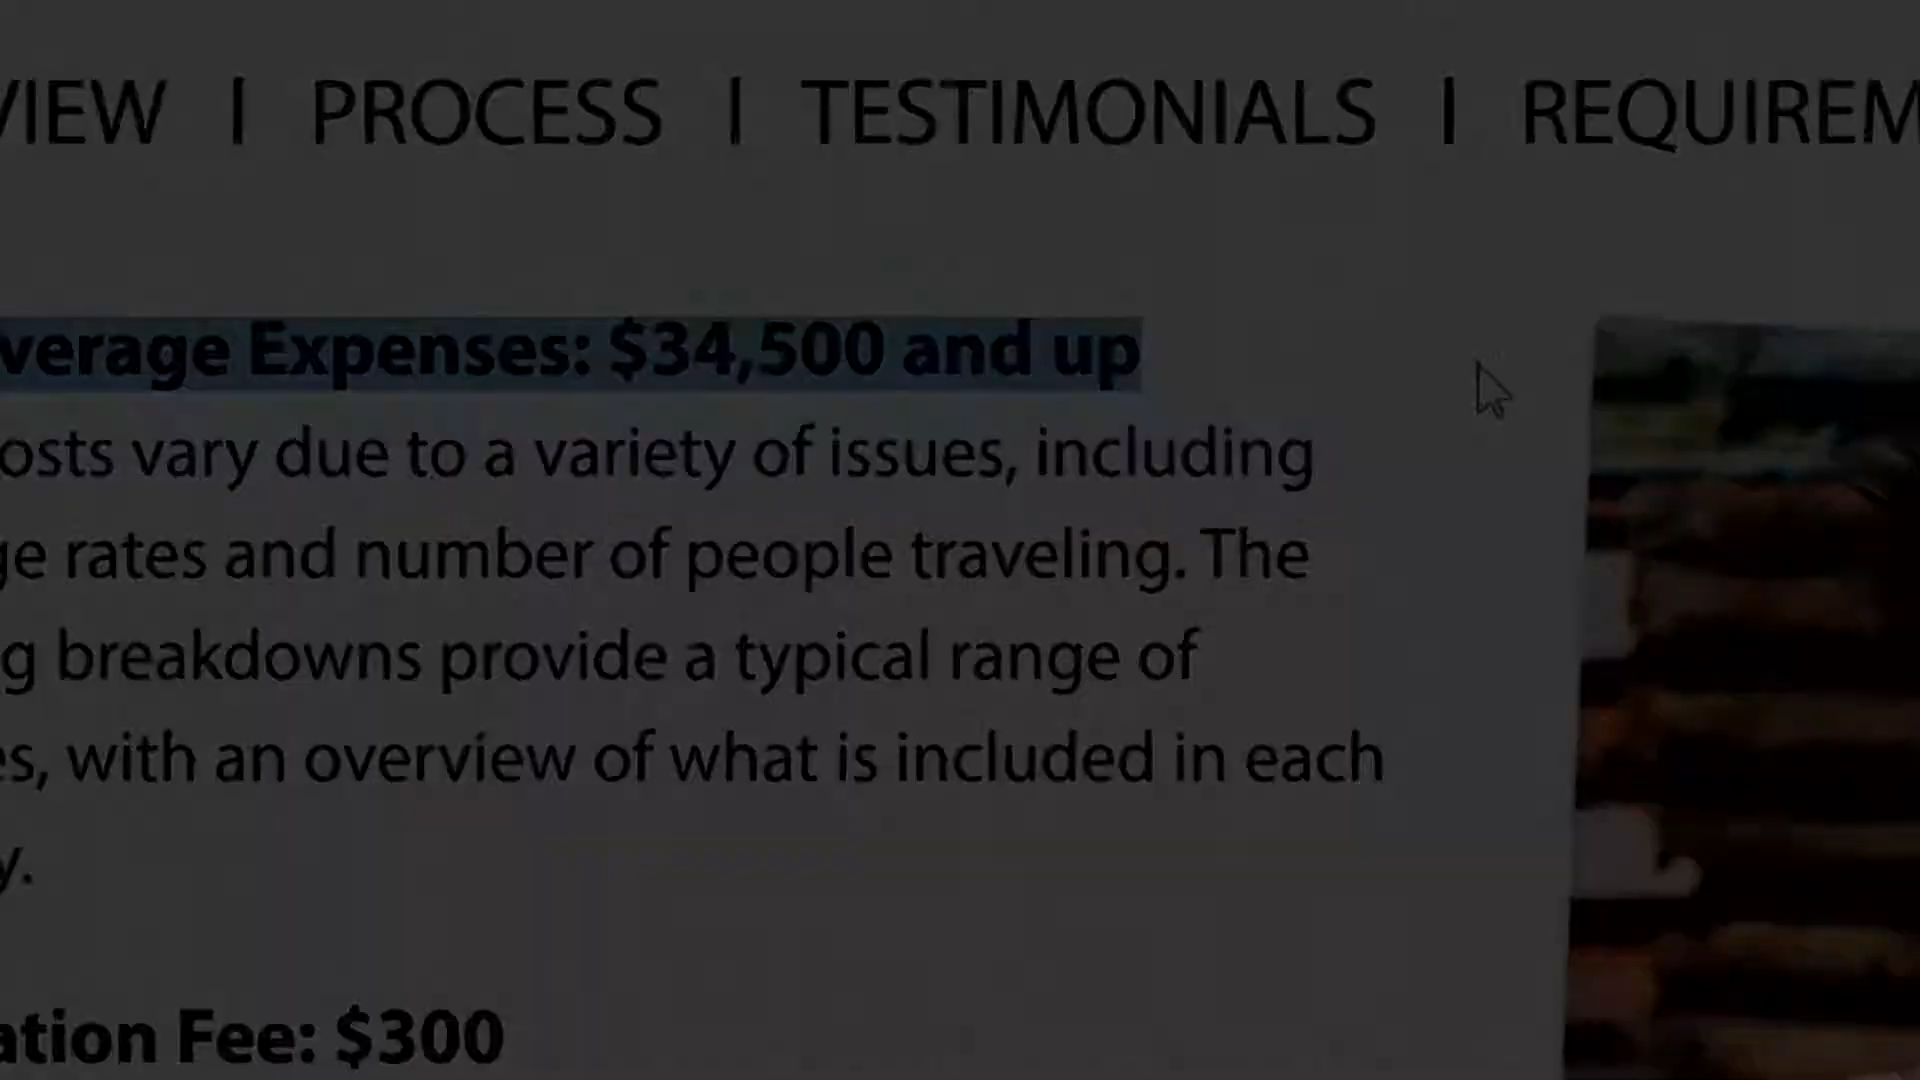 VIEW | PROCESS | TESTIMONIALS | REQUIREM
verage Expenses: $34,500 and up
osts vary due to a variety of issues, including
ge rates and number of people traveling. The
g breakdowns provide a typical range of
es, with an overview of what is included in each
y.
ation Fee: $300